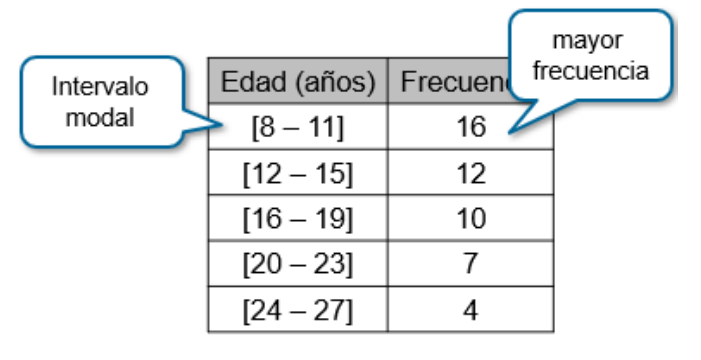 mayor
frecuencia
Intervalo
modal
Edad (años) Frecuen
[8 – 11] 16
[12 – 15] 12
[16 – 19] 10
[20 – 23] 7
[24 – 27] 4